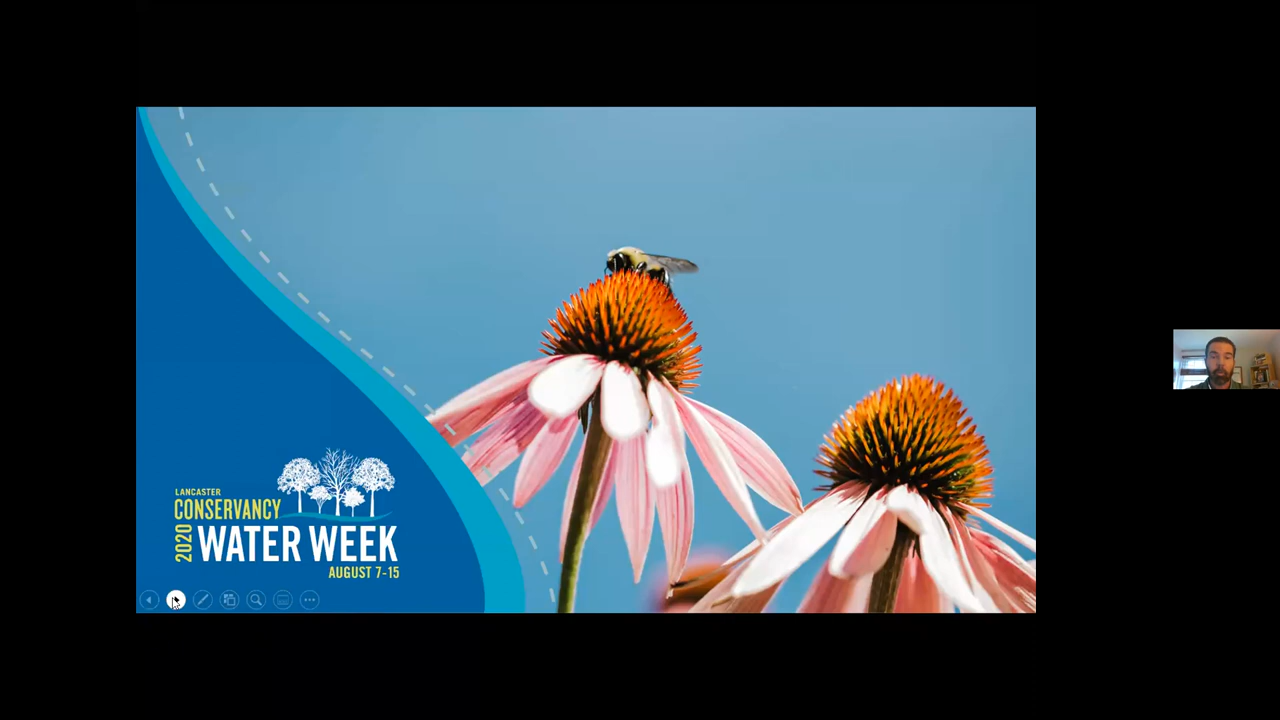 LANCASTER
CONSERVANCY
2020
WATER WEEK
AUGUST 7-15